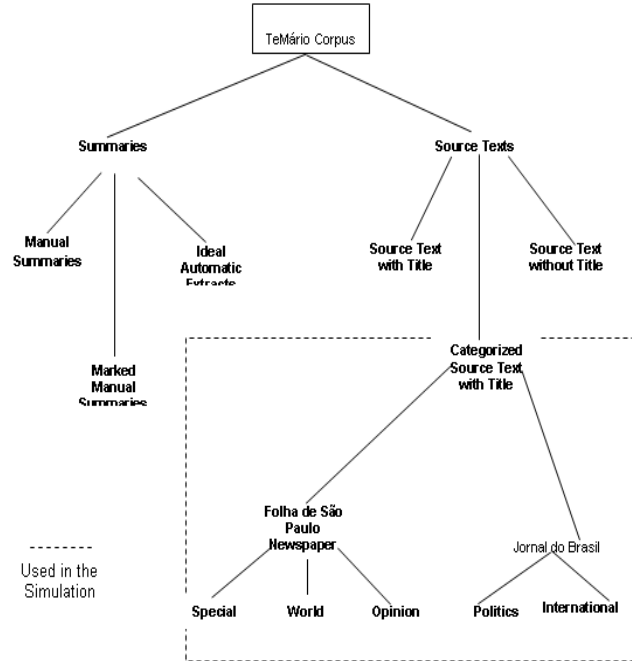 TeMário Corpus
Summaries
Source Texts
Manual
Summaries
Ideal
Automatic
Extracts
Source Text
with Title
Source Text
without Title
Marked
Manual
Summaries
Categorized
Source Text
with Title
Folha de São
Paulo
Newspaper
Jornal do Brasil
Special
World
Opinion
Politics
International
Used in the
Simulation